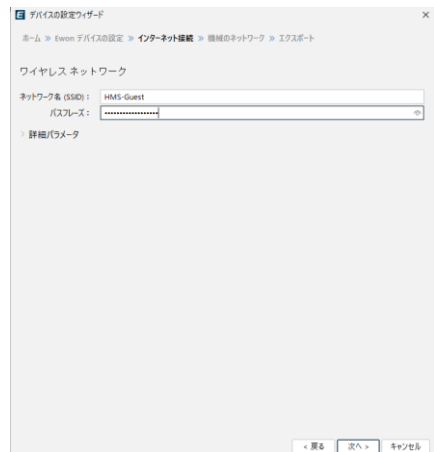 E デバイスの設定ウィザード
ホーム » Ewon デバイスの設定 » インターネット接続 » 機械のネットワーク » エクスポート
ワイヤレス ネットワーク
ネットワーク名 (SSID) : HMS-Guest
パスフレーズ : ••••••••••••••••••
> 詳細パラメータ
< 戻る 次へ > キャンセル